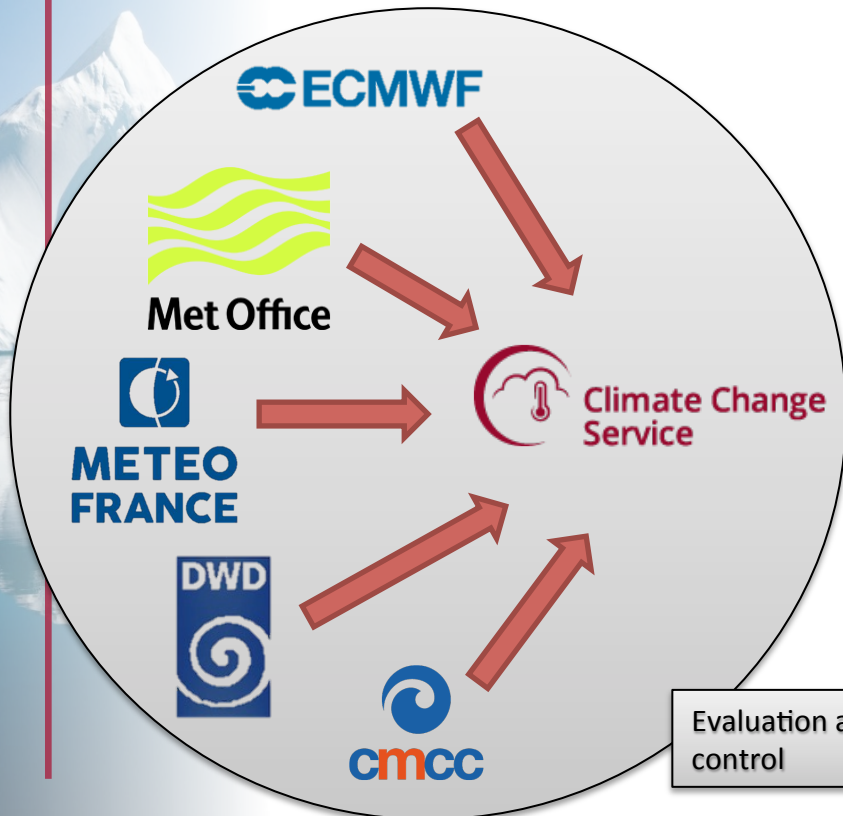 ECMWF
Met Office
METEO
FRANCE
Climate Change
Service
DWD
cmcc
Evaluation a
control